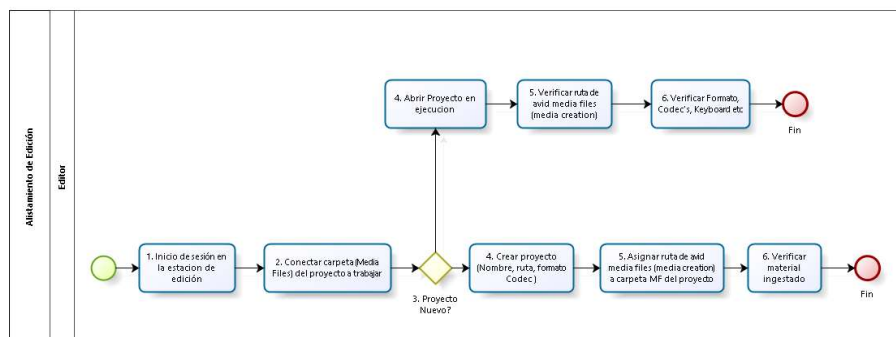 Alistamiento de Edición
Editor
4. Abrir Proyecto en
ejecucion
5. Verificar ruta de
avid media files
(media creation)
6. Verificar Formato,
Codec's, Keyboard etc
Fin
1. Inicio de sesión en
la estacion de
edición
2. Conectar carpeta (Media
Files) del proyecto a trabajar
3. Proyecto
Nuevo?
4. Crear proyecto
(Nombre, ruta, formato
Codec )
5. Asignar ruta de avid
media files (media creation)
a carpeta MF del proyecto
6. Verificar
material
ingestado
Fin